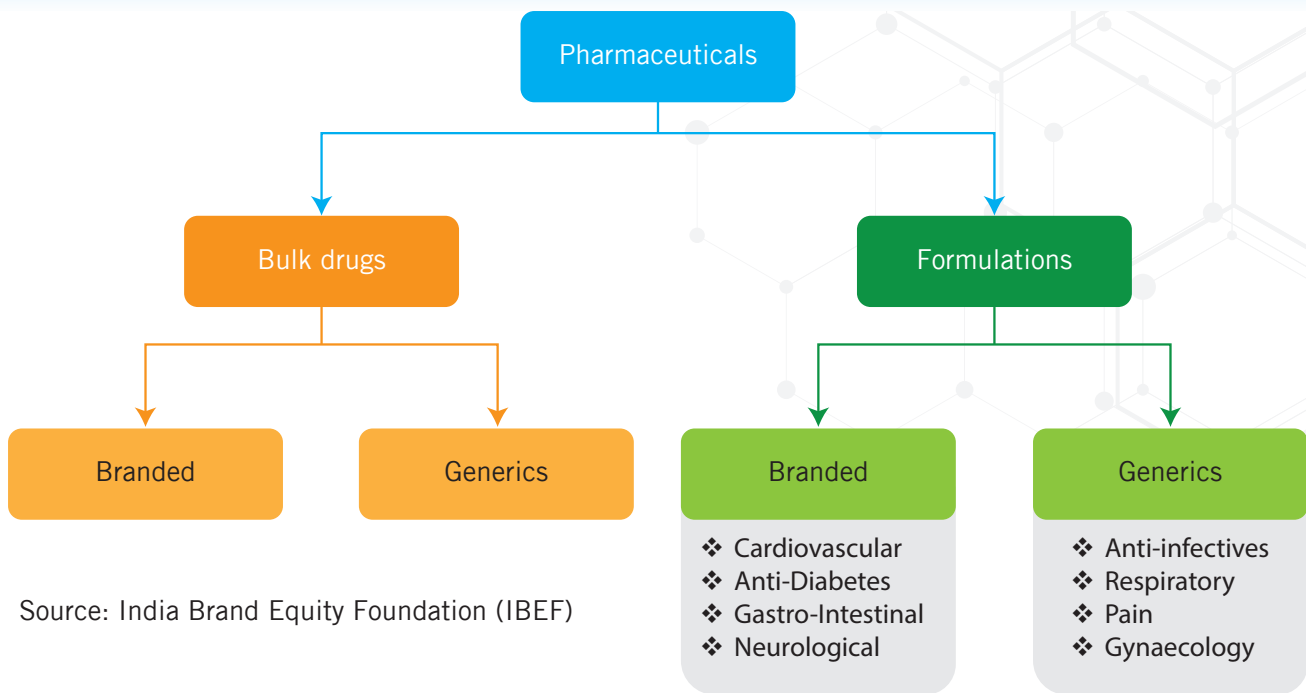 Pharmaceuticals
Bulk drugs
Formulations
Branded
Generics
Branded
Generics
❖ Cardiovascular
❖ Anti-Diabetes
❖ Gastro-Intestinal
❖ Neurological
❖ Anti-infectives
❖ Respiratory
❖ Pain
❖ Gynaecology
Source: India Brand Equity Foundation (IBEF)